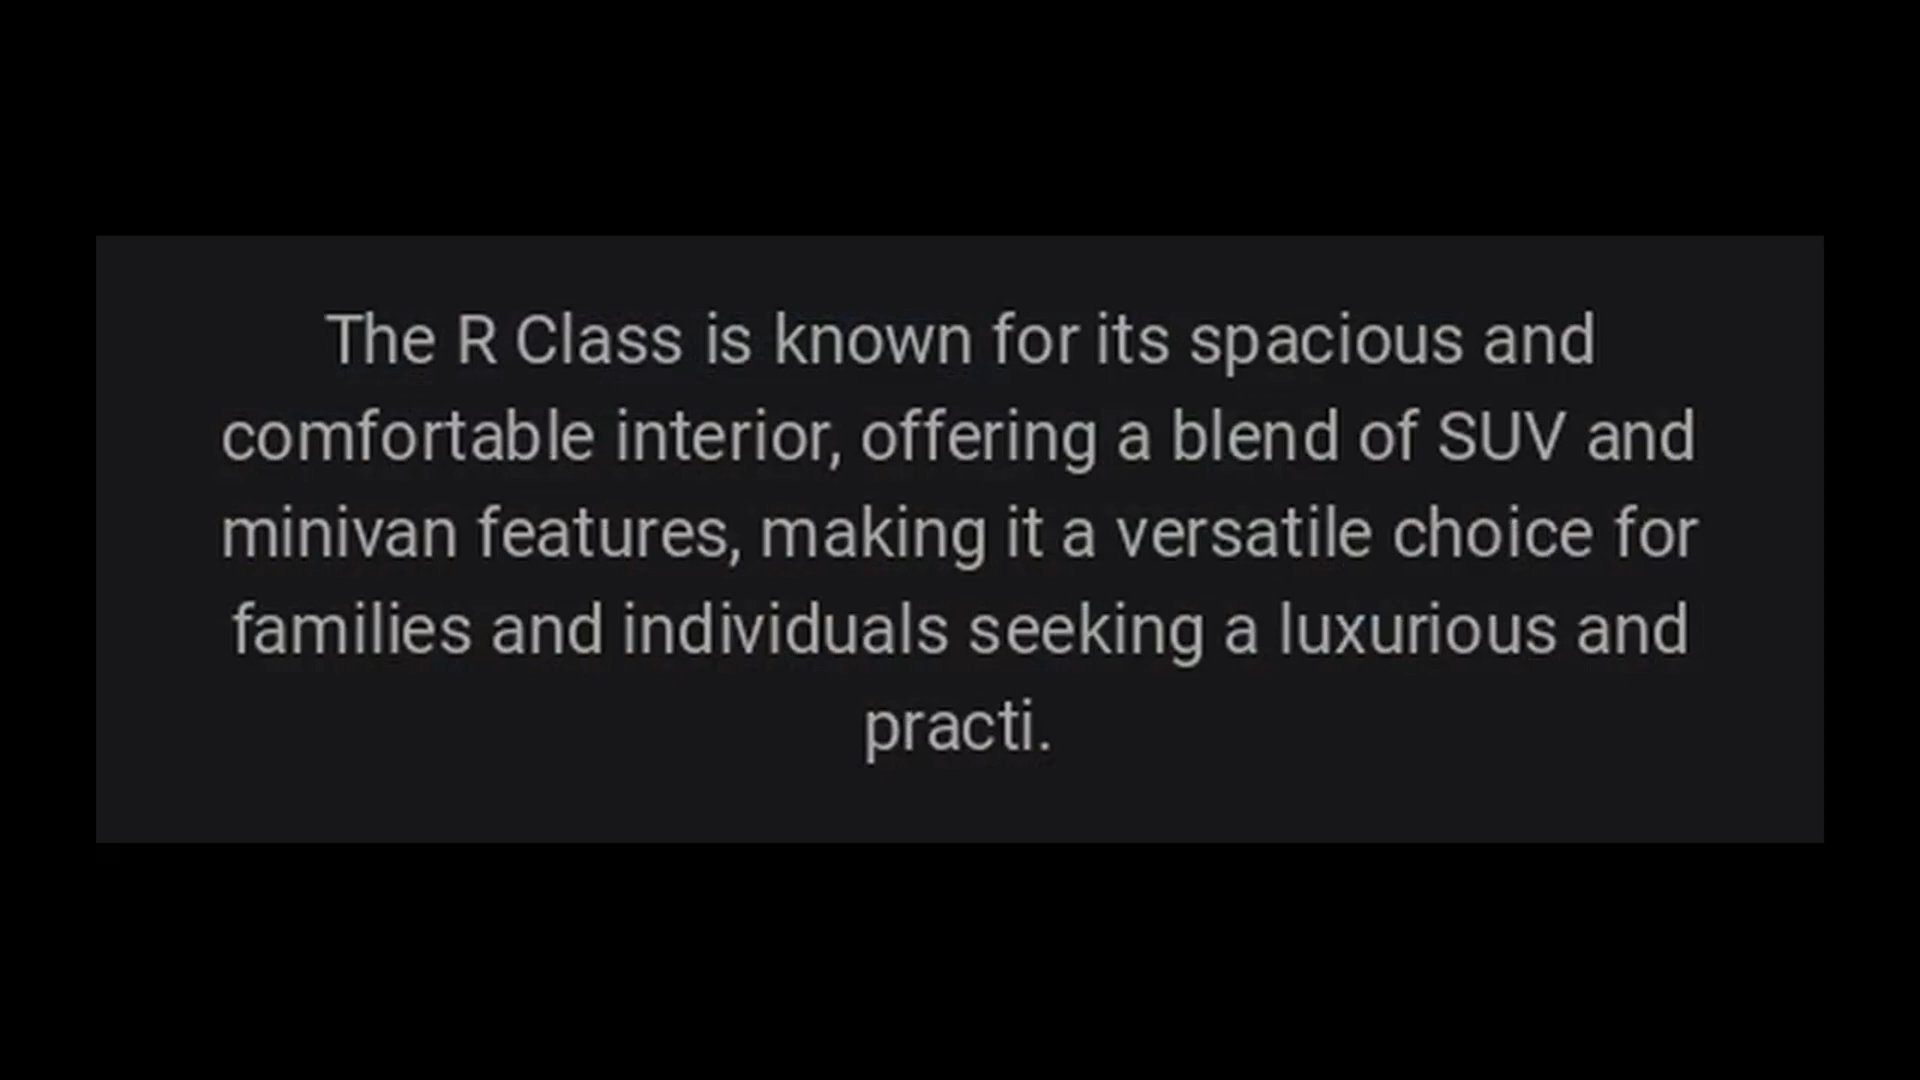 The R Class is known for its spacious and
comfortable interior, offering a blend of SUV and
minivan features, making it a versatile choice for
families and individuals seeking a luxurious and
practi.